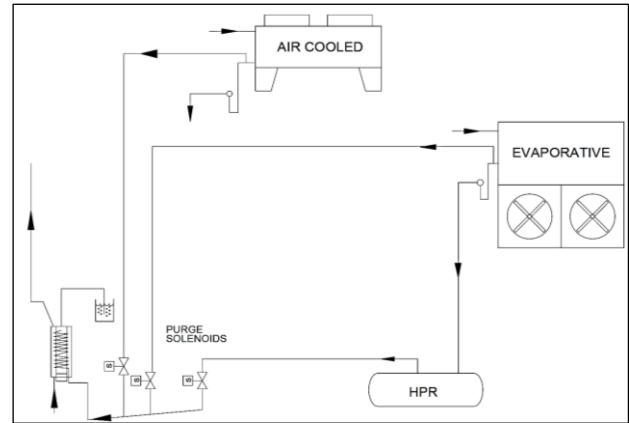 AIR COOLED
EVAPORATIVE
PURGE
SOLENOIDS
S
S
S
HPR